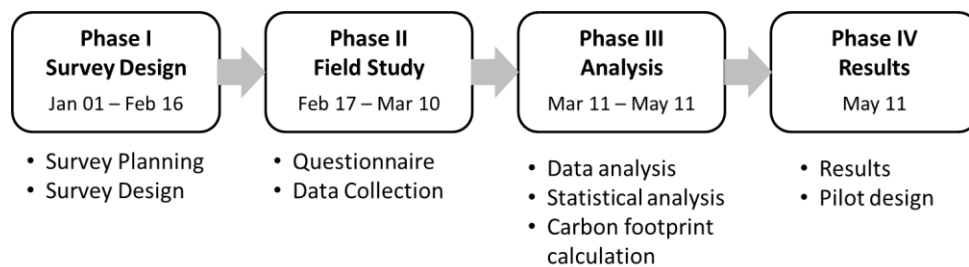 Phase I
Survey Design
Jan 01 – Feb 16
Phase II
Field Study
Feb 17 – Mar 10
Phase III
Analysis
Mar 11 – May 11
Phase IV
Results
May 11
• Survey Planning
• Survey Design
• Questionnaire
• Data Collection
• Data analysis
• Statistical analysis
• Carbon footprint
calculation
• Results
• Pilot design